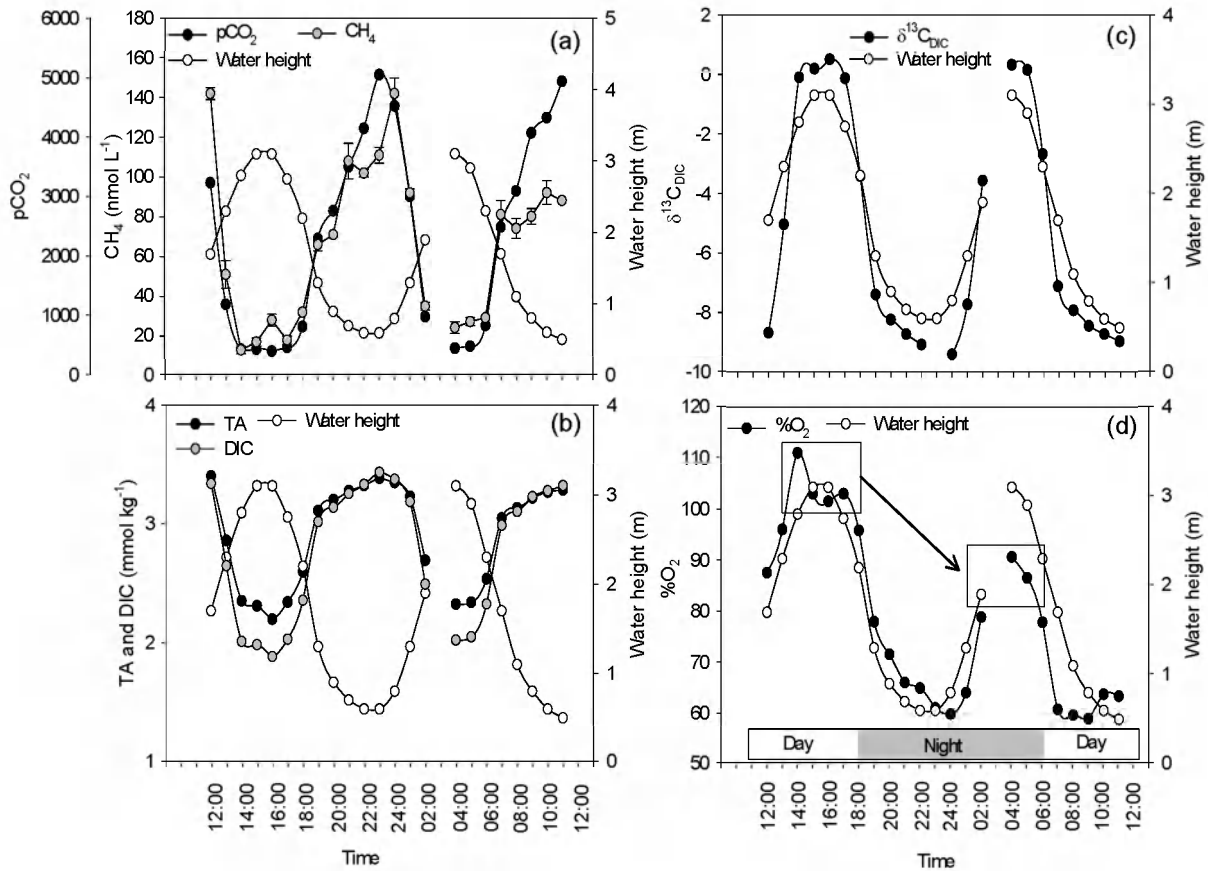 pCO₂
CH₄
Water height
(a)
6000
5000
4000
3000
2000
1000
0
pCO₂
180
160
140
120
100
80
60
40
20
0
CH₄ (nmol L⁻¹)
5
4
3
2
1
0
Water height (m)
δ¹³C_DIC
Water height
(c)
2
0
-2
-4
-6
-8
-10
δ¹³C_DIC
4
3
2
1
0
Water height (m)
TA
Water height
DIC
(b)
4
3
2
1
TA and DIC (mmol kg⁻¹)
4
3
2
1
0
Water height (m)
12:00
14:00
16:00
18:00
20:00
22:00
24:00
02:00
04:00
06:00
08:00
10:00
12:00
Time
%O₂
Water height
(d)
120
110
100
90
80
70
60
50
%O₂
4
3
2
1
0
Water height (m)
Day
Night
Day
12:00
14:00
16:00
18:00
20:00
22:00
24:00
02:00
04:00
06:00
08:00
10:00
12:00
Time